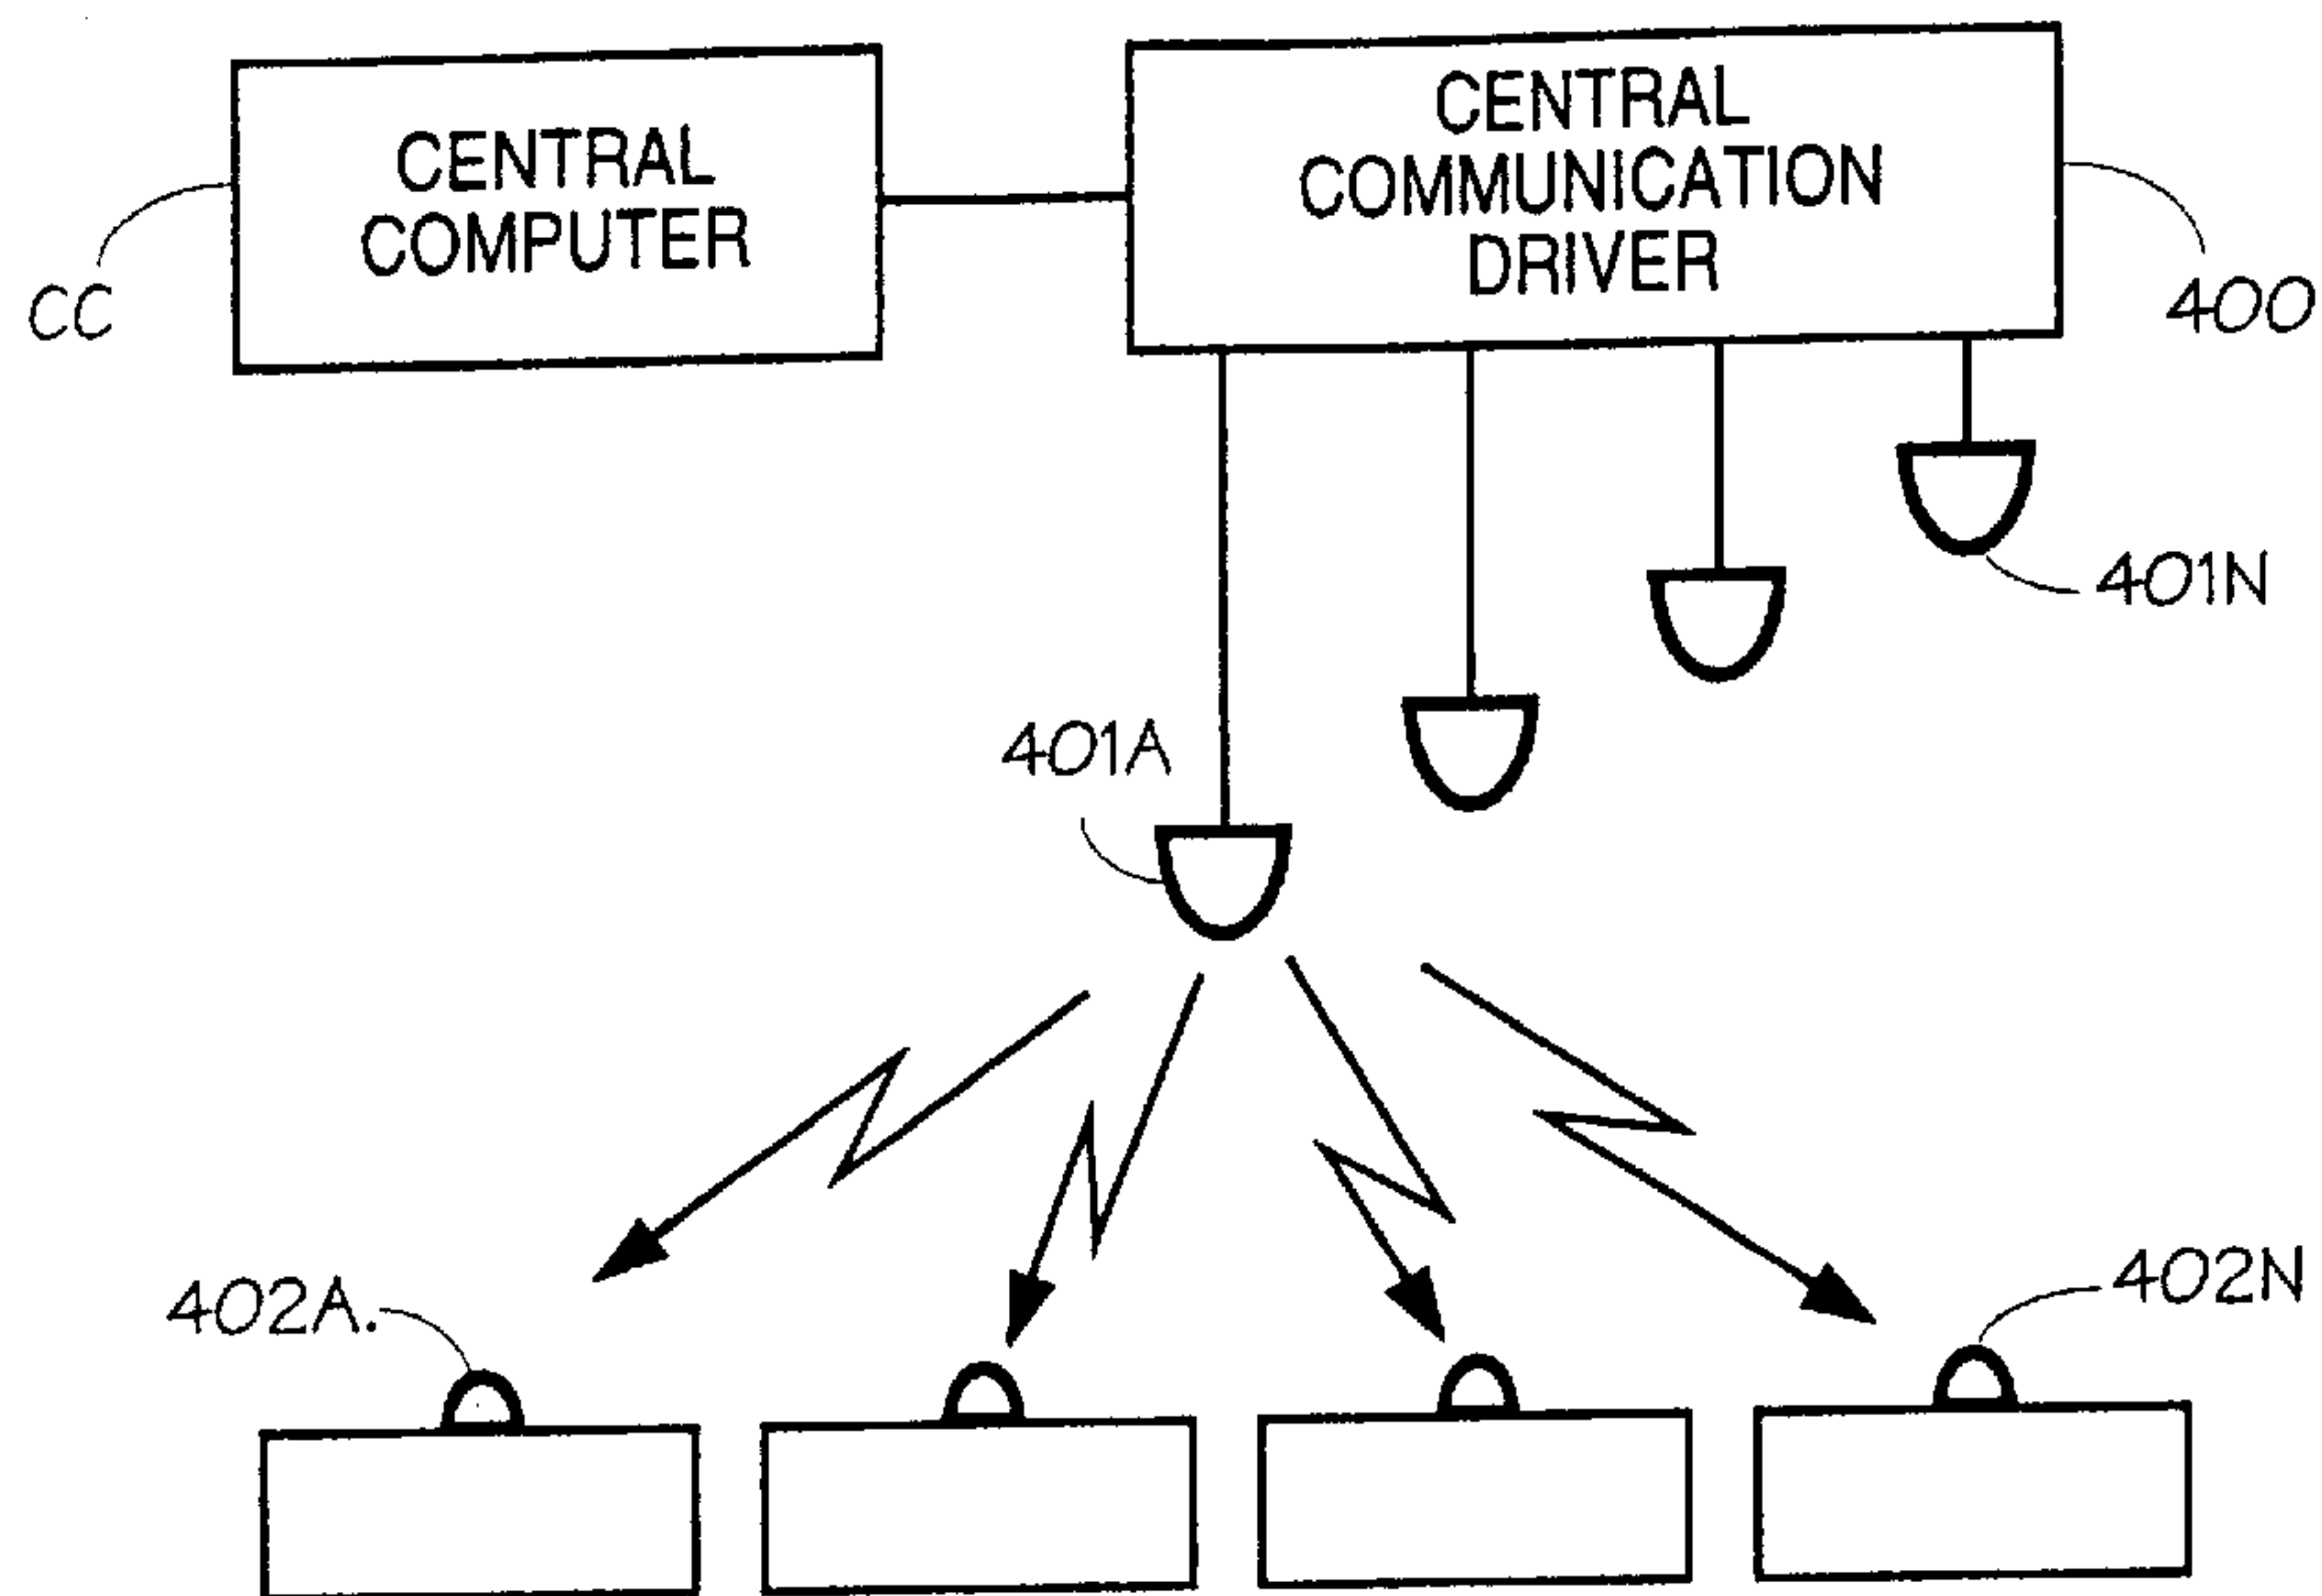 CENTRAL
COMPUTER
CENTRAL
COMMUNICATION
DRIVER
CC
400
401N
401A
402A.
402N